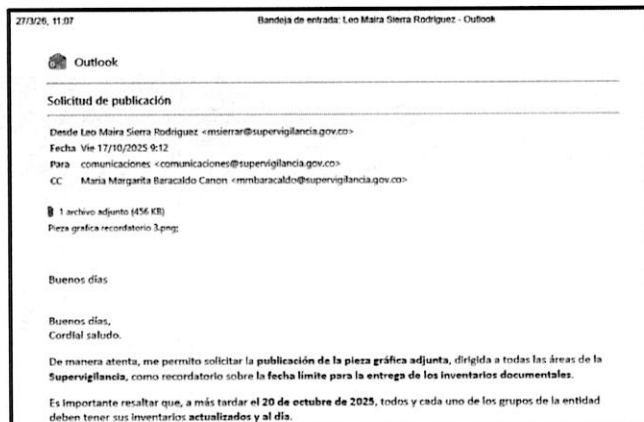 27/3/26, 11:07 Bandeja de entrada: Leo Maira Sierra Rodriguez - Outlook
Outlook
Solicitud de publicación
Desde Leo Maira Sierra Rodriguez <msierrar@supervigilancia.gov.co>
Fecha Vie 17/10/2025 9:12
Para comunicaciones <comunicaciones@supervigilancia.gov.co>
CC Maria Margarita Baracaldo Canon <mmbaracaldo@supervigilancia.gov.co>
1 archivo adjunto (456 KB)
Pieza grafica recordatorio 3.png;
Buenos días
Buenos días,
Cordial saludo.
De manera atenta, me permito solicitar la publicación de la pieza gráfica adjunta, dirigida a todas las áreas de la
Supervigilancia, como recordatorio sobre la fecha límite para la entrega de los inventarios documentales.
Es importante resaltar que, a más tardar el 20 de octubre de 2025, todos y cada uno de los grupos de la entidad
deben tener sus inventarios actualizados y al día.